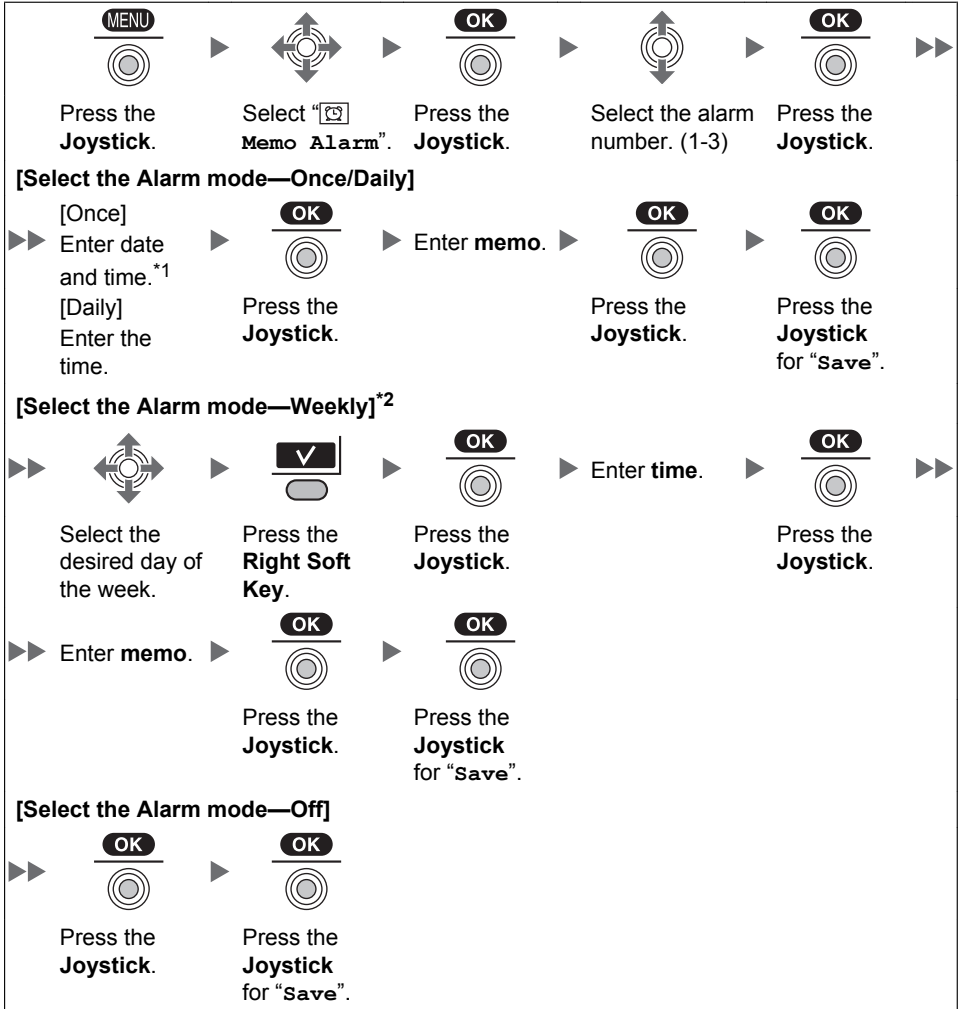 MENU OK OK
Press the Select “ Press the Select the alarm Press the
Joystick. Memo Alarm”. Joystick. number. (1-3) Joystick.
[Select the Alarm mode—Once/Daily]
[Once] OK OK OK
Enter date Enter memo.
and time.*1
[Daily] Press the Press the Press the
Enter the Joystick. Joystick. Joystick
time. for “Save”.
[Select the Alarm mode—Weekly]*2
OK OK
Enter time.
Select the Press the Press the Press the
desired day of Right Soft Joystick. Joystick.
the week. Key.
OK OK
Enter memo.
Press the Press the
Joystick. Joystick
for “Save”.
[Select the Alarm mode—Off]
OK OK
Press the Press the
Joystick. Joystick
for “Save”.